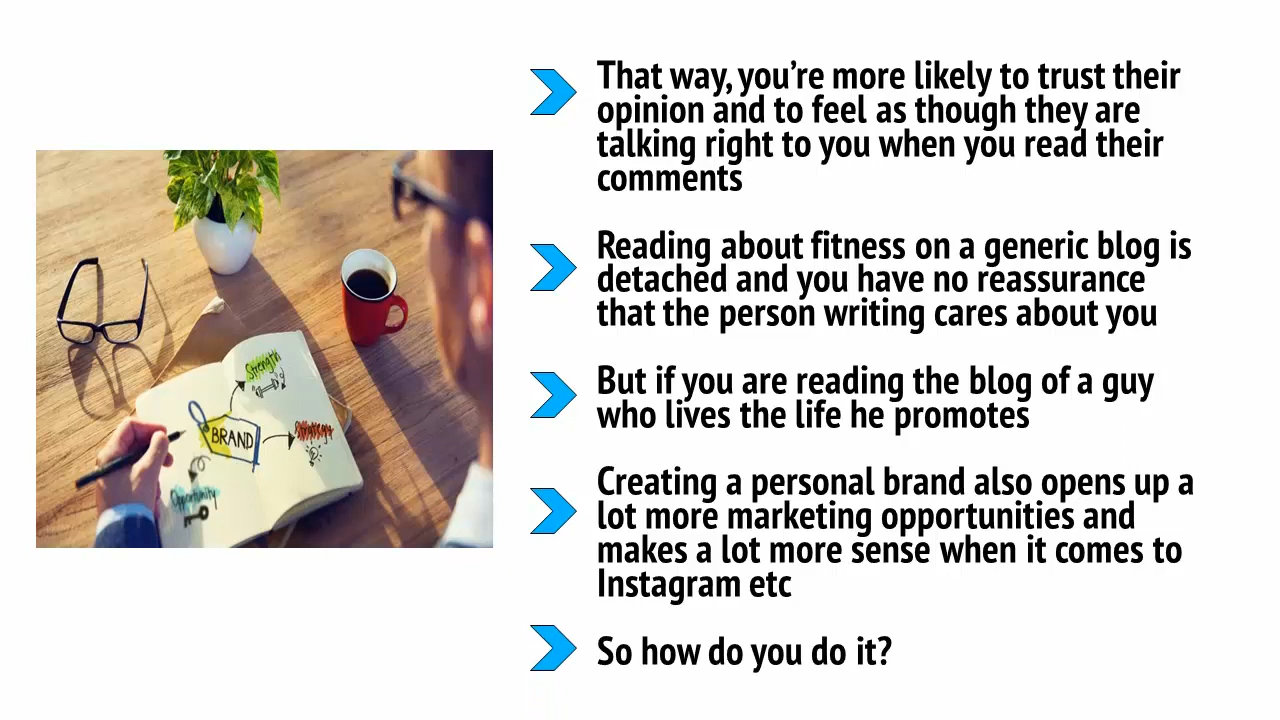 That way, you’re more likely to trust their
opinion and to feel as though they are
talking right to you when you read their
comments
Reading about fitness on a generic blog is
detached and you have no reassurance
that the person writing cares about you
But if you are reading the blog of a guy
who lives the life he promotes
Creating a personal brand also opens up a
lot more marketing opportunities and
makes a lot more sense when it comes to
Instagram etc
So how do you do it?
Strength
BRAND
Opportunity